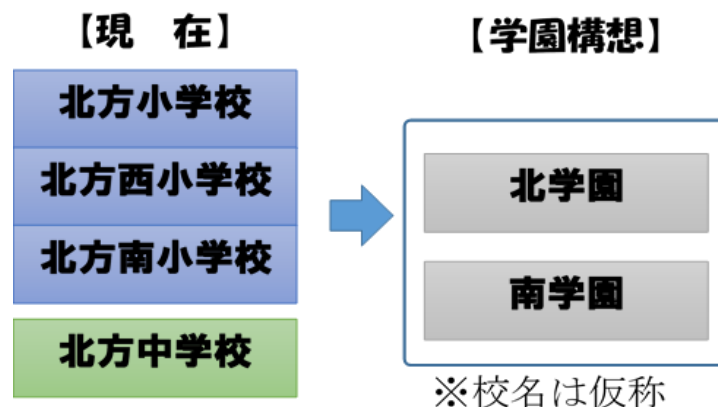 【現　在】
北方小学校
北方西小学校
北方南小学校
北方中学校
【学園構想】
北学園
南学園
※校名は仮称